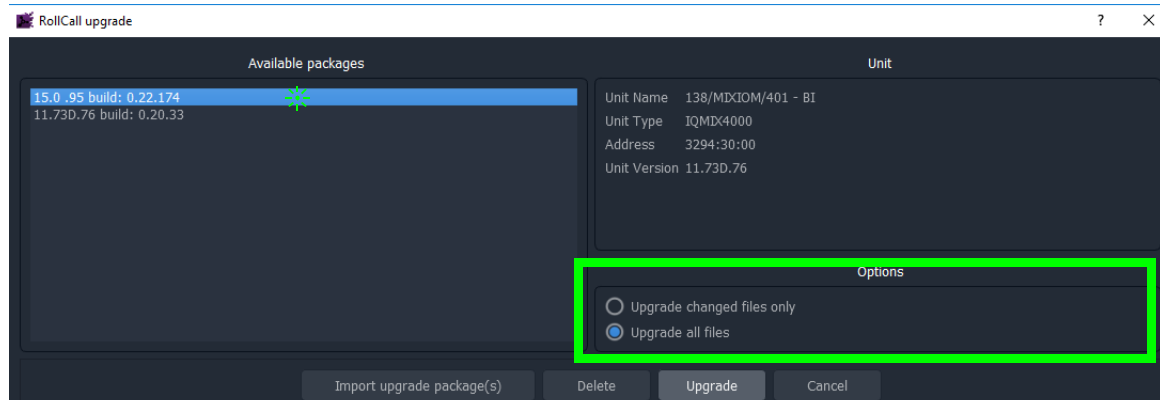 RollCall upgrade
?
Available packages
15.0 .95 build: 0.22.174
11.73D.76 build: 0.20.33
Unit
Unit Name 138/MIXIOM/401 - BI
Unit Type IQMIX4000
Address 3294:30:00
Unit Version 11.73D.76
Options
Upgrade changed files only
Upgrade all files
Import upgrade package(s) Delete Upgrade Cancel